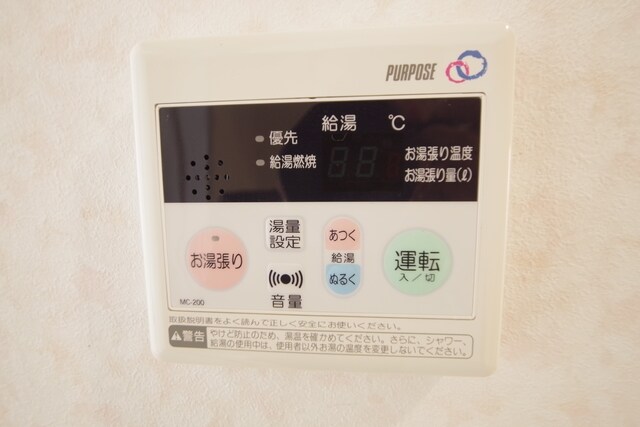 PURPOSE
給湯 ℃
優先
給湯燃焼
お湯張り温度
お湯張り量(ℓ)
お湯張り
湯量
設定
音量
あつく
給湯
ぬるく
運転
入／切
MC-200
取扱説明書をよく読んで正しく安全にお使いください。
警告
やけど防止のため、湯温を確かめてください。さらに、シャワー、
給湯の使用中は、使用者以外お湯の温度を変更しないでください。